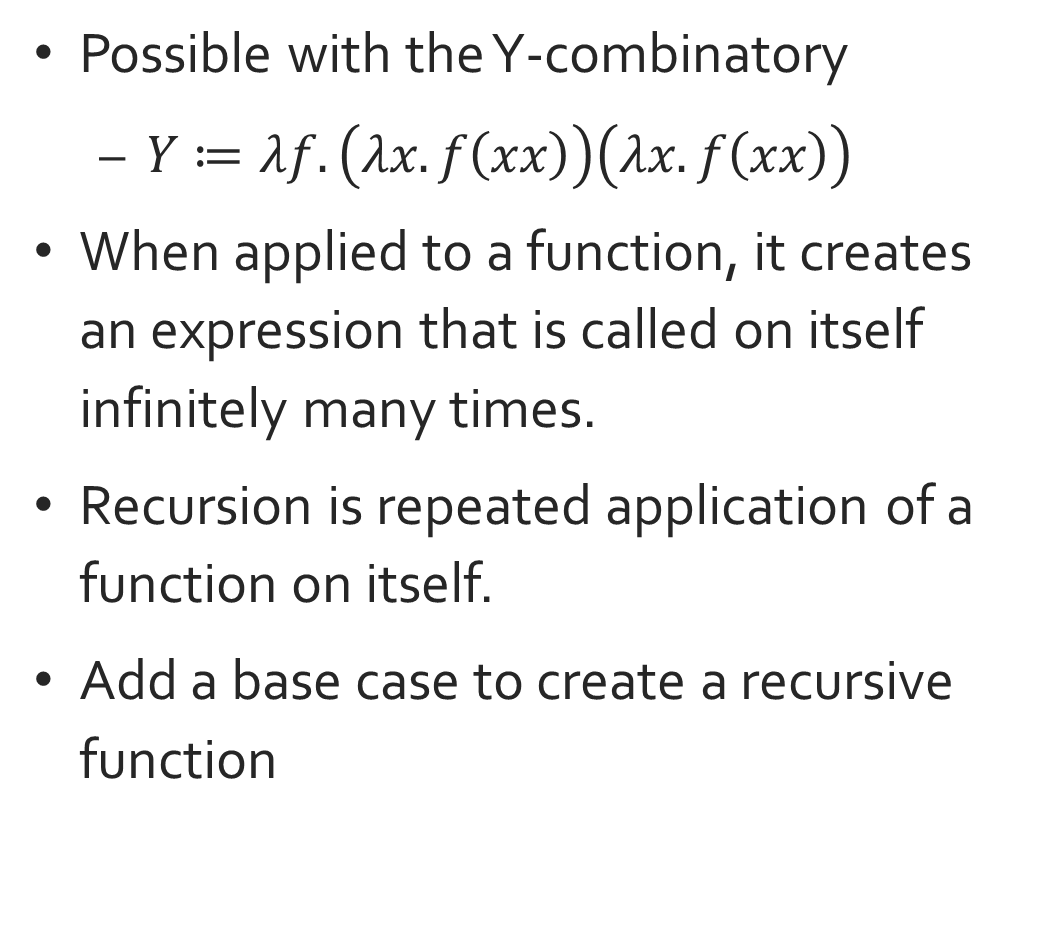 • Possible with the Y-combinatory
– Y ≔ λf.(λx.f(xx))(λx.f(xx))
• When applied to a function, it creates
an expression that is called on itself
infinitely many times.
• Recursion is repeated application of a
function on itself.
• Add a base case to create a recursive
function